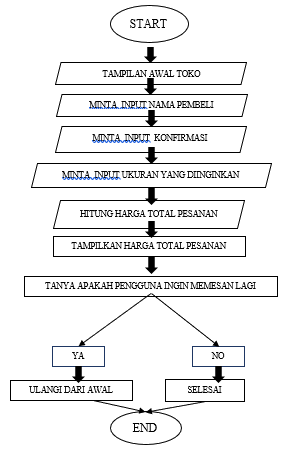 START
TAMPILAN AWAL TOKO
MINTA INPUT NAMA PEMBELI
MINTA INPUT KONFIRMASI
MINTA INPUT UKURAN YANG DIINGINKAN
HITUNG HARGA TOTAL PESANAN
TAMPILKAN HARGA TOTAL PESANAN
TANYA APAKAH PENGGUNA INGIN MEMESAN LAGI
YA
NO
ULANGI DARI AWAL
SELESAI
END